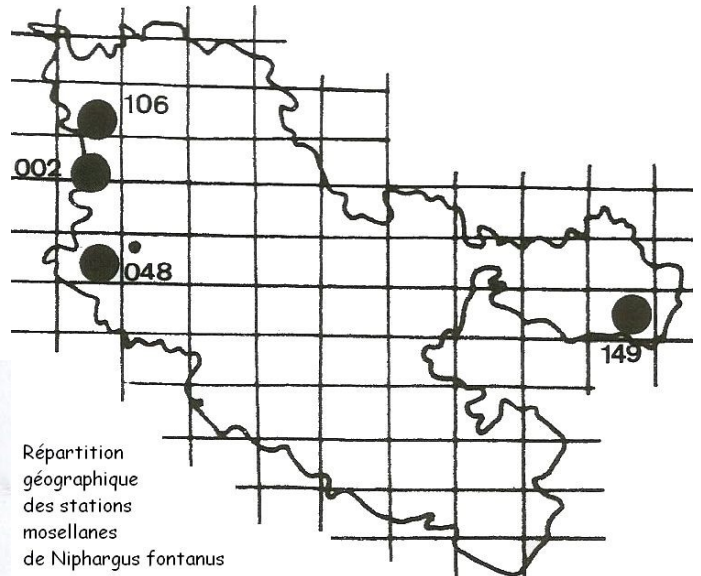 106
002
048
149
Répartition
géographique
des stations
mosellanes
de Niphargus fontanus